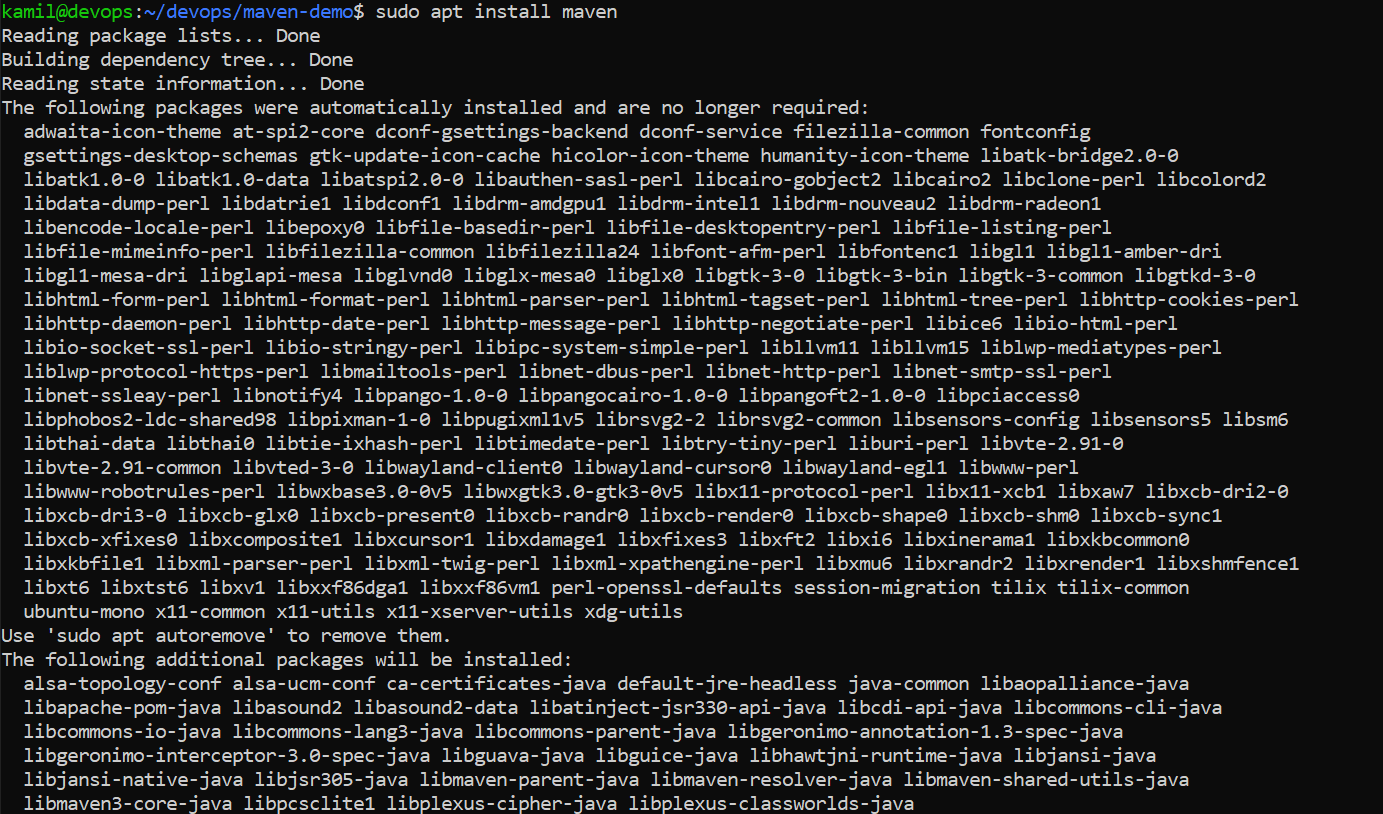 kamil@devops:~/devops/maven-demo$ sudo apt install maven
Reading package lists... Done
Building dependency tree... Done
Reading state information... Done
The following packages were automatically installed and are no longer required:
  adwaita-icon-theme at-spi2-core dconf-gsettings-backend dconf-service filezilla-common fontconfig
  gsettings-desktop-schemas gtk-update-icon-cache hicolor-icon-theme humanity-icon-theme libatk-bridge2.0-0
  libatk1.0-0 libatk1.0-data libatspi2.0-0 libauthen-sasl-perl libcairo-gobject2 libcairo2 libclone-perl libcolord2
  libdata-dump-perl libdatrie1 libdconf1 libdrm-amdgpu1 libdrm-intel1 libdrm-nouveau2 libdrm-radeon1
  libencode-locale-perl libepoxy0 libfile-basedir-perl libfile-desktopentry-perl libfile-listing-perl
  libfile-mimeinfo-perl libfilezilla-common libfilezilla24 libfont-afm-perl libfontenc1 libgl1 libgl1-amber-dri
  libgl1-mesa-dri libglapi-mesa libglvnd0 libglx-mesa0 libglx0 libgtk-3-0 libgtk-3-bin libgtk-3-common libgtkd-3-0
  libhtml-form-perl libhtml-format-perl libhtml-parser-perl libhtml-tagset-perl libhtml-tree-perl libhttp-cookies-perl
  libhttp-daemon-perl libhttp-date-perl libhttp-message-perl libhttp-negotiate-perl libice6 libio-html-perl
  libio-socket-ssl-perl libio-stringy-perl libipc-system-simple-perl libllvm11 libllvm15 liblwp-mediatypes-perl
  liblwp-protocol-https-perl libmailtools-perl libnet-dbus-perl libnet-http-perl libnet-smtp-ssl-perl
  libnet-ssleay-perl libnotify4 libpango-1.0-0 libpangocairo-1.0-0 libpangoft2-1.0-0 libpciaccess0
  libphobos2-ldc-shared98 libpixman-1-0 libpugixml1v5 librsvg2-2 librsvg2-common libsensors-config libsensors5 libsm6
  libthai-data libthai0 libtie-ixhash-perl libtimedate-perl libtry-tiny-perl liburi-perl libvte-2.91-0
  libvte-2.91-common libvted-3-0 libwayland-client0 libwayland-cursor0 libwayland-egl1 libwww-perl
  libwww-robotrules-perl libwxbase3.0-0v5 libwxgtk3.0-gtk3-0v5 libx11-protocol-perl libx11-xcb1 libxaw7 libxcb-dri2-0
  libxcb-dri3-0 libxcb-glx0 libxcb-present0 libxcb-randr0 libxcb-render0 libxcb-shape0 libxcb-shm0 libxcb-sync1
  libxcb-xfixes0 libxcomposite1 libxcursor1 libxdamage1 libxfixes3 libxft2 libxi6 libxinerama1 libxkbcommon0
  libxkbfile1 libxml-parser-perl libxml-twig-perl libxml-xpathengine-perl libxmu6 libxrandr2 libxrender1 libxshmfence1
  libxt6 libxtst6 libxv1 libxxf86dga1 libxxf86vm1 perl-openssl-defaults session-migration tilix tilix-common
  ubuntu-mono x11-common x11-utils x11-xserver-utils xdg-utils
Use 'sudo apt autoremove' to remove them.
The following additional packages will be installed:
  alsa-topology-conf alsa-ucm-conf ca-certificates-java default-jre-headless java-common libaopalliance-java
  libapache-pom-java libasound2 libasound2-data libatinject-jsr330-api-java libcdi-api-java libcommons-cli-java
  libcommons-io-java libcommons-lang3-java libcommons-parent-java libgeronimo-annotation-1.3-spec-java
  libgeronimo-interceptor-3.0-spec-java libguava-java libguice-java libhawtjni-runtime-java libjansi-java
  libjansi-native-java libjsr305-java libmaven-parent-java libmaven-resolver-java libmaven-shared-utils-java
  libmaven3-core-java libpcsclite1 libplexus-cipher-java libplexus-classworlds-java